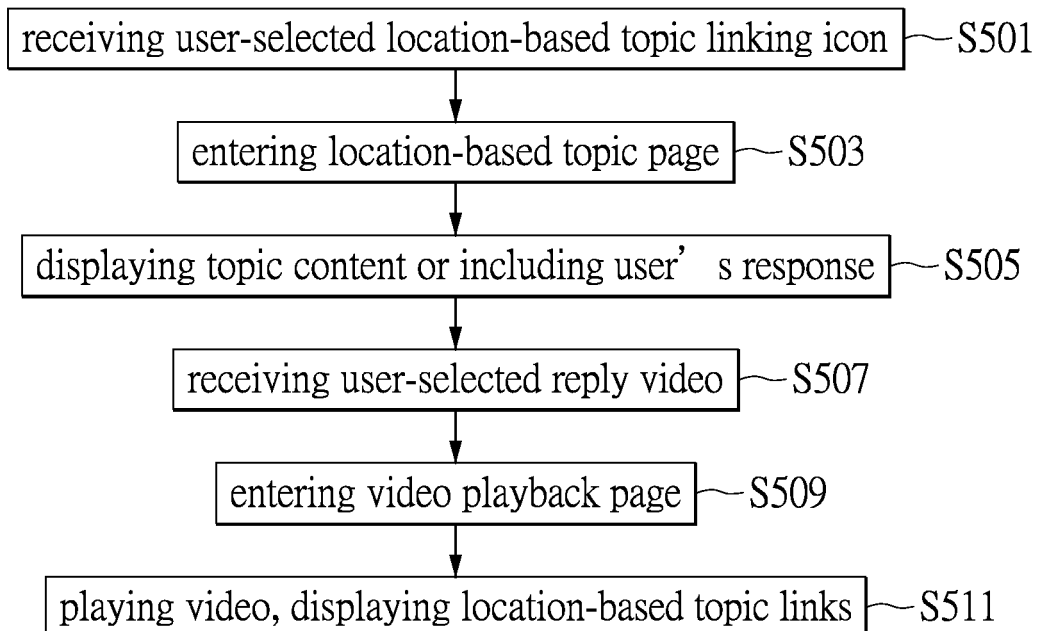 receiving user-selected location-based topic linking icon S501
entering location-based topic page S503
displaying topic content or including user’ s response S505
receiving user-selected reply video S507
entering video playback page S509
playing video, displaying location-based topic links S511